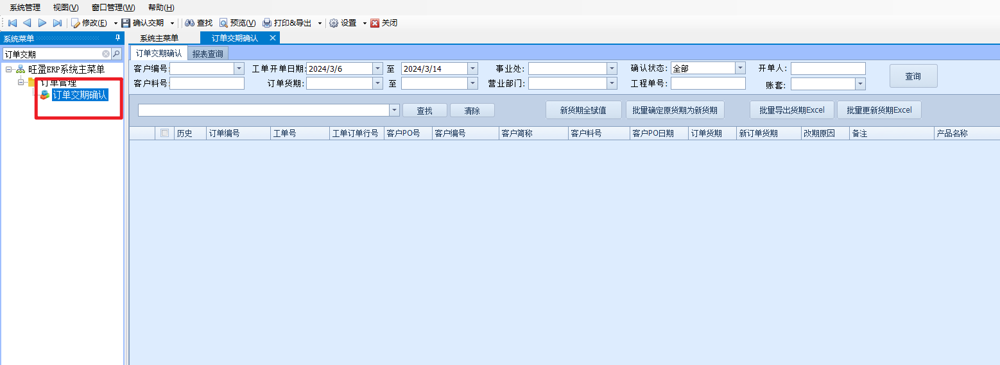 系统管理 视图(V) 窗口管理(W) 帮助(H)
修改(E) 确认交期 查找 预览(V) 打印&导出 设置 关闭
系统菜单 系统主菜单 订单交期确认
订单交期 订单交期确认 报表查询
旺盈ERP系统主菜单
订单管理
订单交期确认
客户编号: 工单开单日期: 2024/3/6 至 2024/3/14 事业处: 确认状态: 全部 开单人: 查询
客户料号: 订单货期: 至 营业部门: 工程单号: 账套:
查找 清除 新货期全赋值 批量确定原货期为新货期 批量导出货期Excel 批量更新货期Excel
历史 订单编号 工单号 工单订单行号 客户PO号 客户编号 客户简称 客户料号 客户PO日期 订单货期 新订单货期 改期原因 备注 产品名称